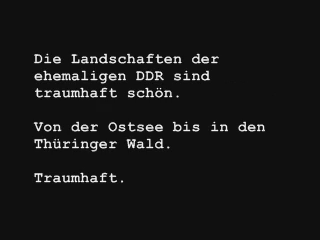 Die Landschaften der
ehemaligen DDR sind
traumhaft schön.
Von der Ostsee bis in den
Thüringer Wald.
Traumhaft.